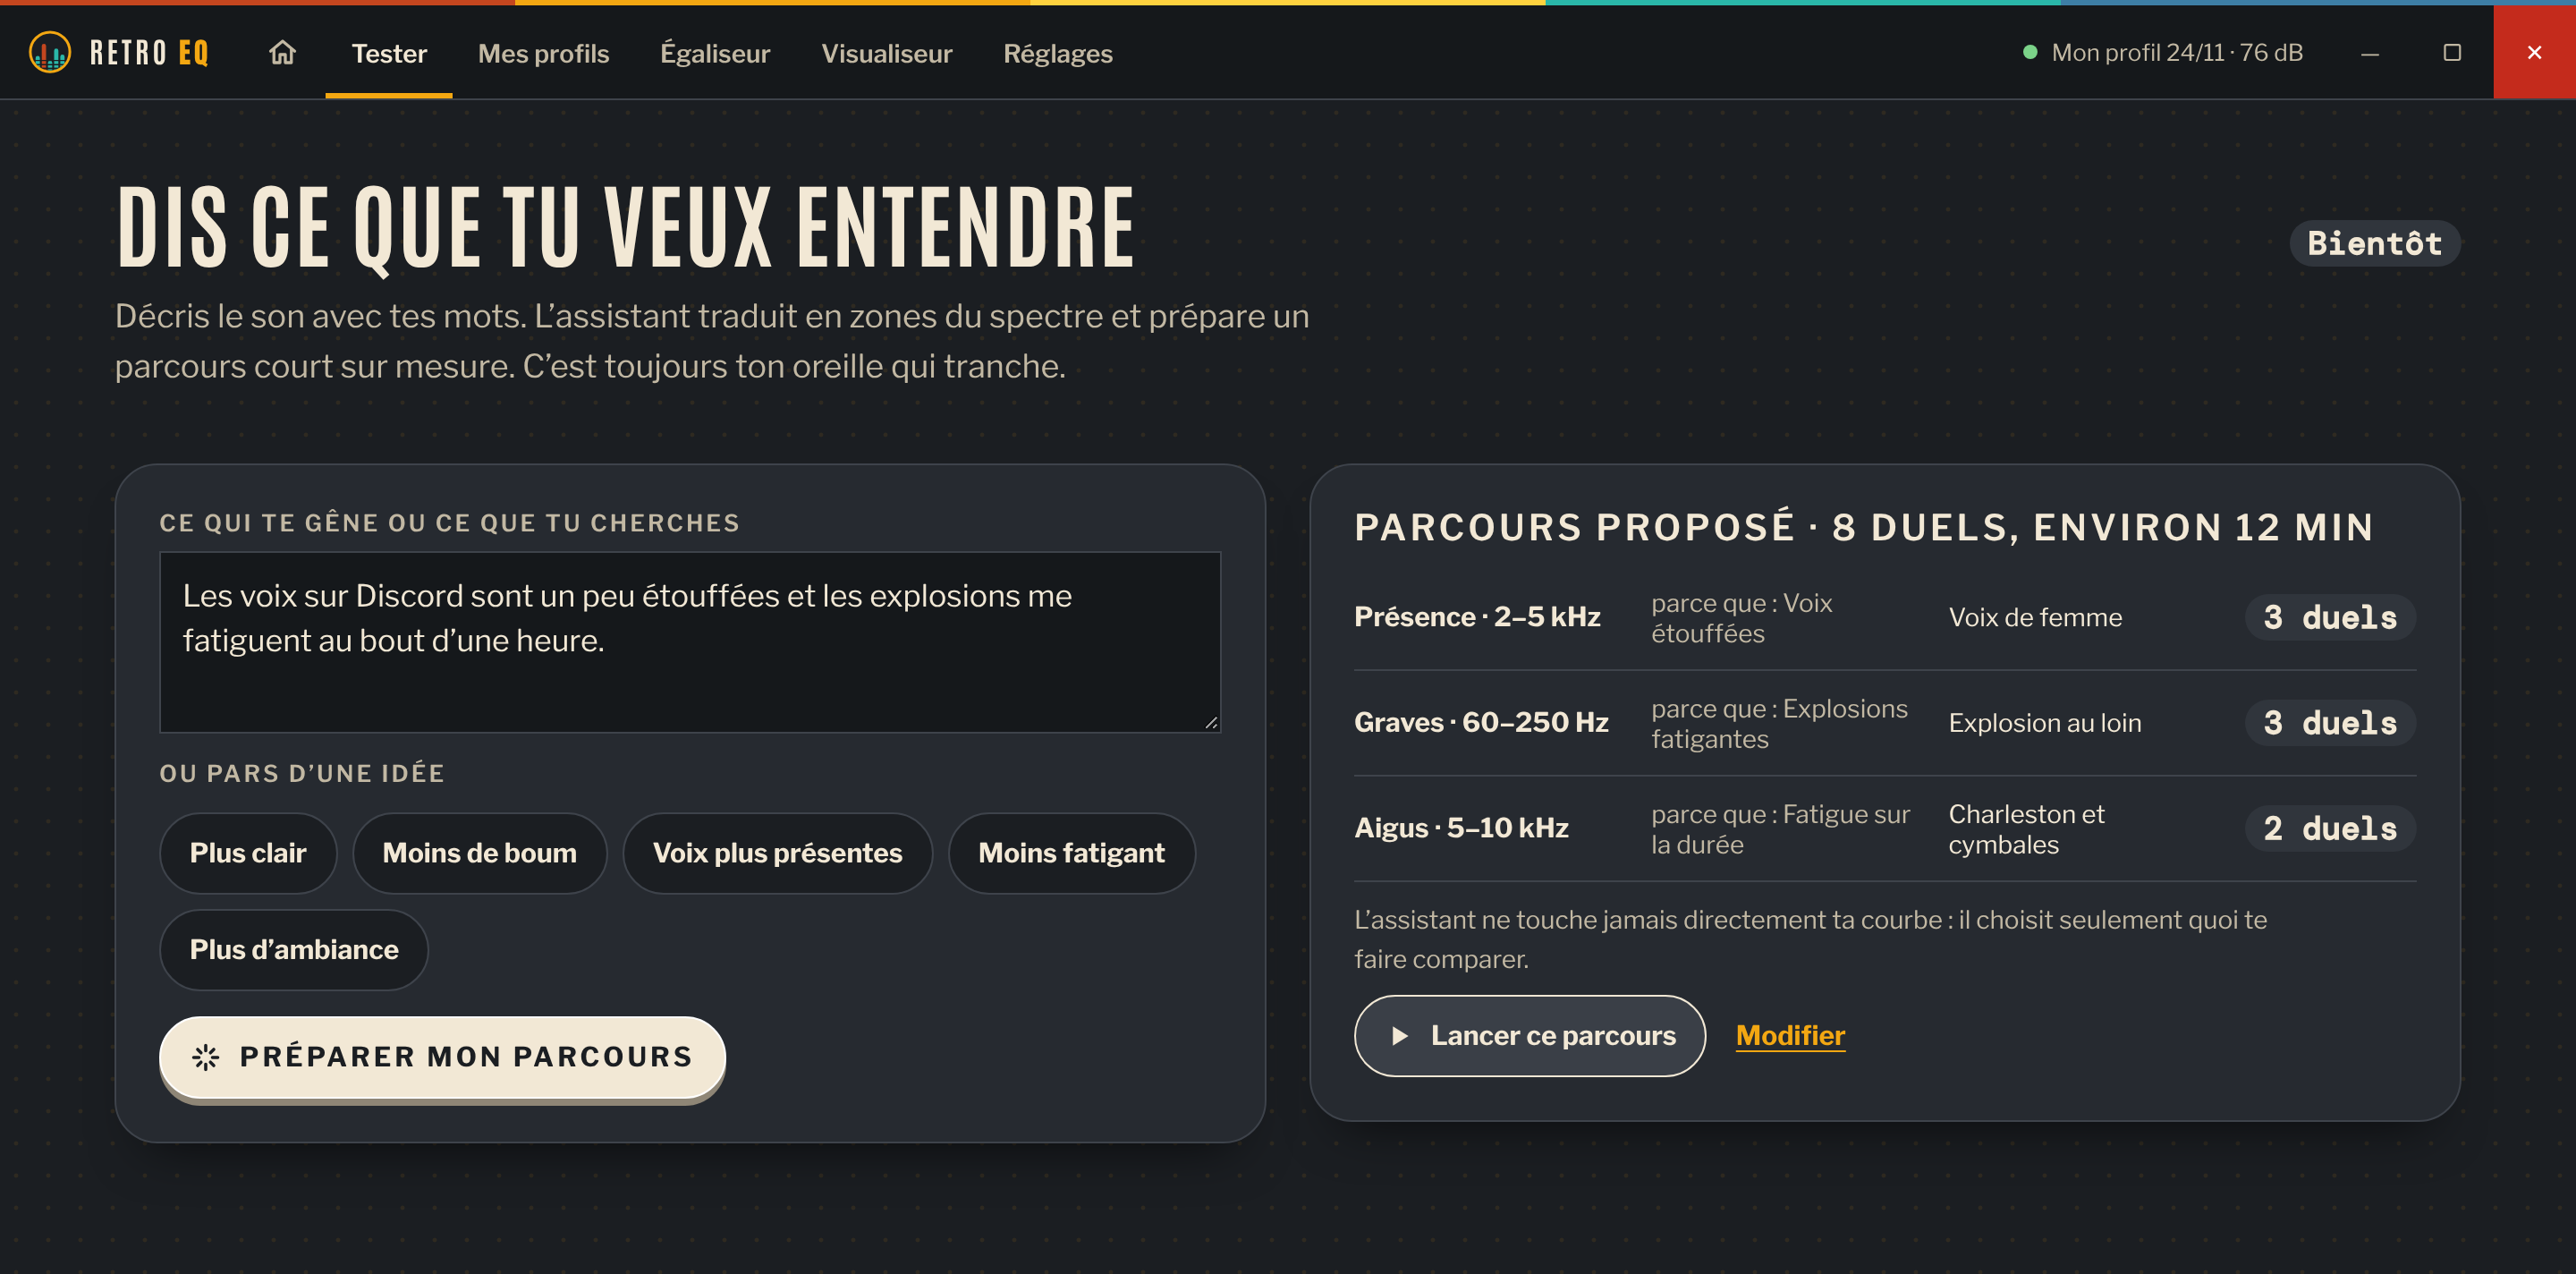 RETRO EQ
Tester
Mes profils
Égaliseur
Visualiseur
Réglages
Mon profil 24/11 · 76 dB
DIS CE QUE TU VEUX ENTENDRE
Bientôt
Décris le son avec tes mots. L’assistant traduit en zones du spectre et prépare un
parcours court sur mesure. C’est toujours ton oreille qui tranche.
CE QUI TE GÊNE OU CE QUE TU CHERCHES
Les voix sur Discord sont un peu étouffées et les explosions me
fatiguent au bout d’une heure.
OU PARS D’UNE IDÉE
Plus clair
Moins de boum
Voix plus présentes
Moins fatigant
Plus d’ambiance
PRÉPARER MON PARCOURS
PARCOURS PROPOSÉ · 8 DUELS, ENVIRON 12 MIN
Présence · 2–5 kHz
parce que : Voix
étouffées
Voix de femme
3 duels
Graves · 60–250 Hz
parce que : Explosions
fatigantes
Explosion au loin
3 duels
Aigus · 5–10 kHz
parce que : Fatigue sur
la durée
Charleston et
cymbales
2 duels
L’assistant ne touche jamais directement ta courbe : il choisit seulement quoi te
faire comparer.
Lancer ce parcours
Modifier